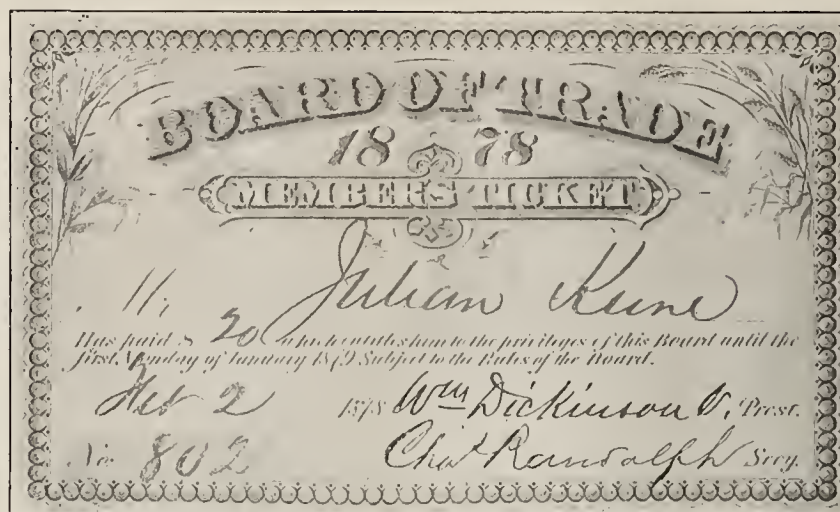 BOARD OF TRADE
18 78
MEMBERS TICKET
Julian Kune
Has paid $ 20 which entitles him to the privileges of this Board until the
first Monday of January 1879 Subject to the Rules of the Board.
Feb 2 1878 Wm Dickinson V. Prest.
No. 802 Chas Randolph Secy.